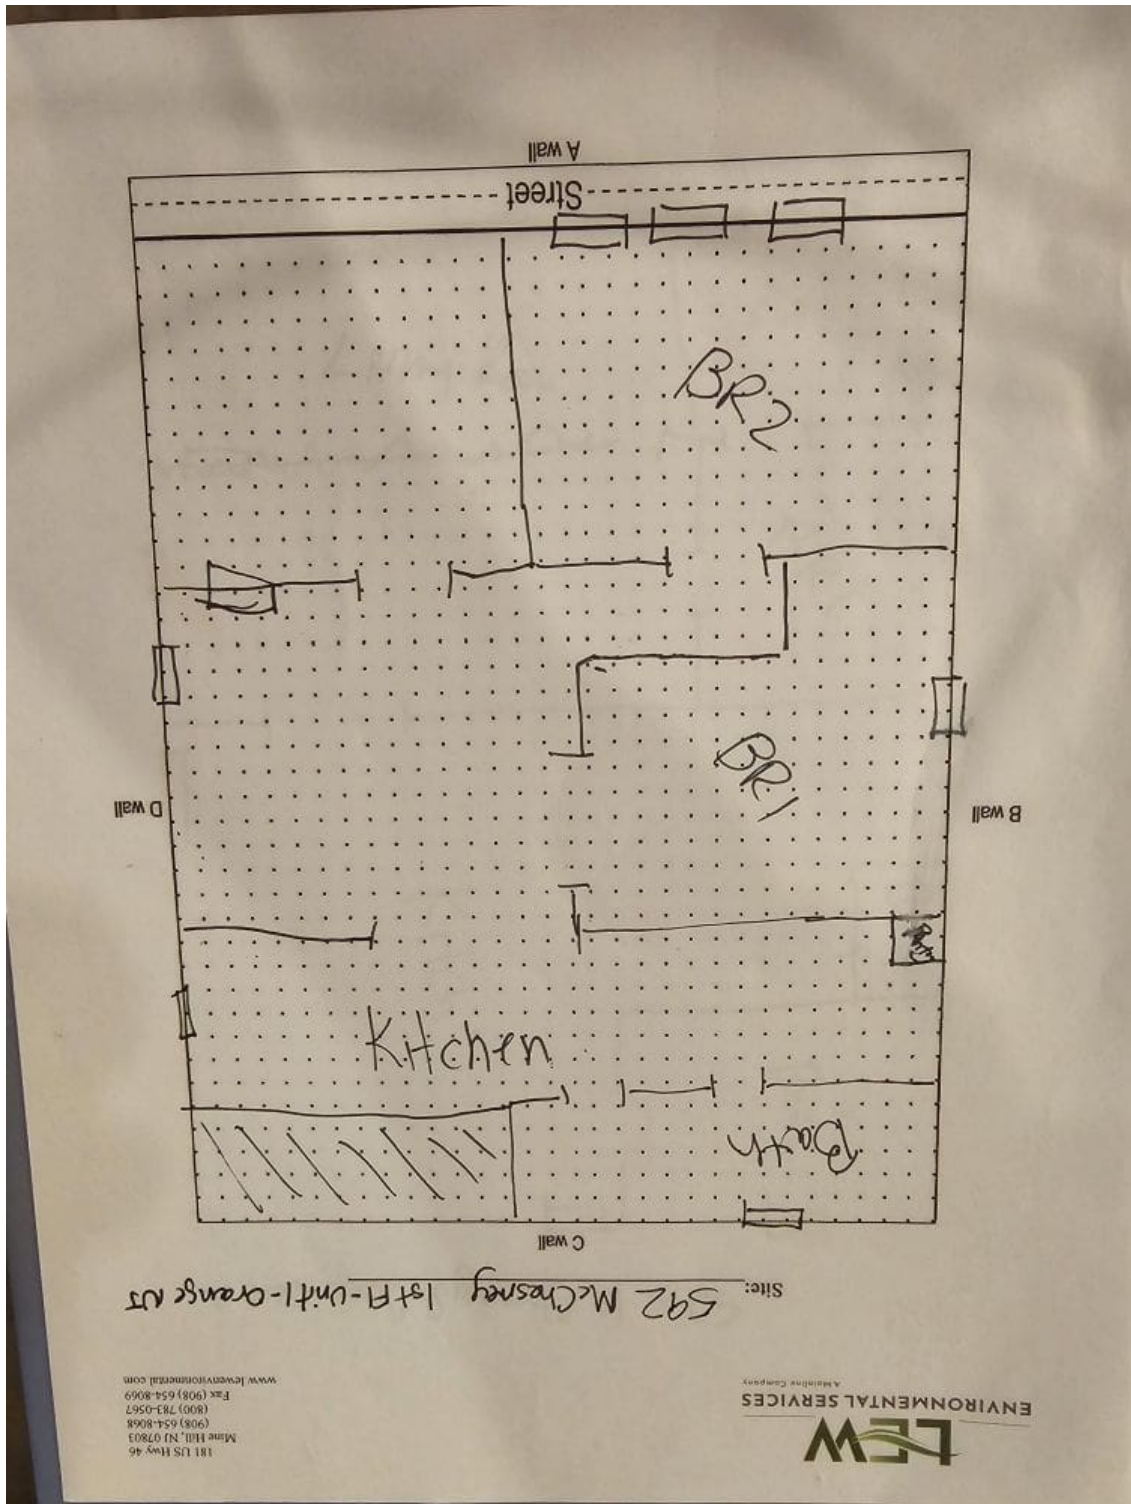 LEW
ENVIRONMENTAL SERVICES
A Mainline Company
181 US Hwy 46
Mine Hill, NJ 07803
(908) 654-8068
(800) 783-0567
Fax (908) 654-8069
www.lewenvironmental.com
Site: 592 McChesney 1st Fl-Unit 1-Orange NJ
C wall
Bath
Kitchen
B wall
D wall
BR1
BR2
Street
A wall